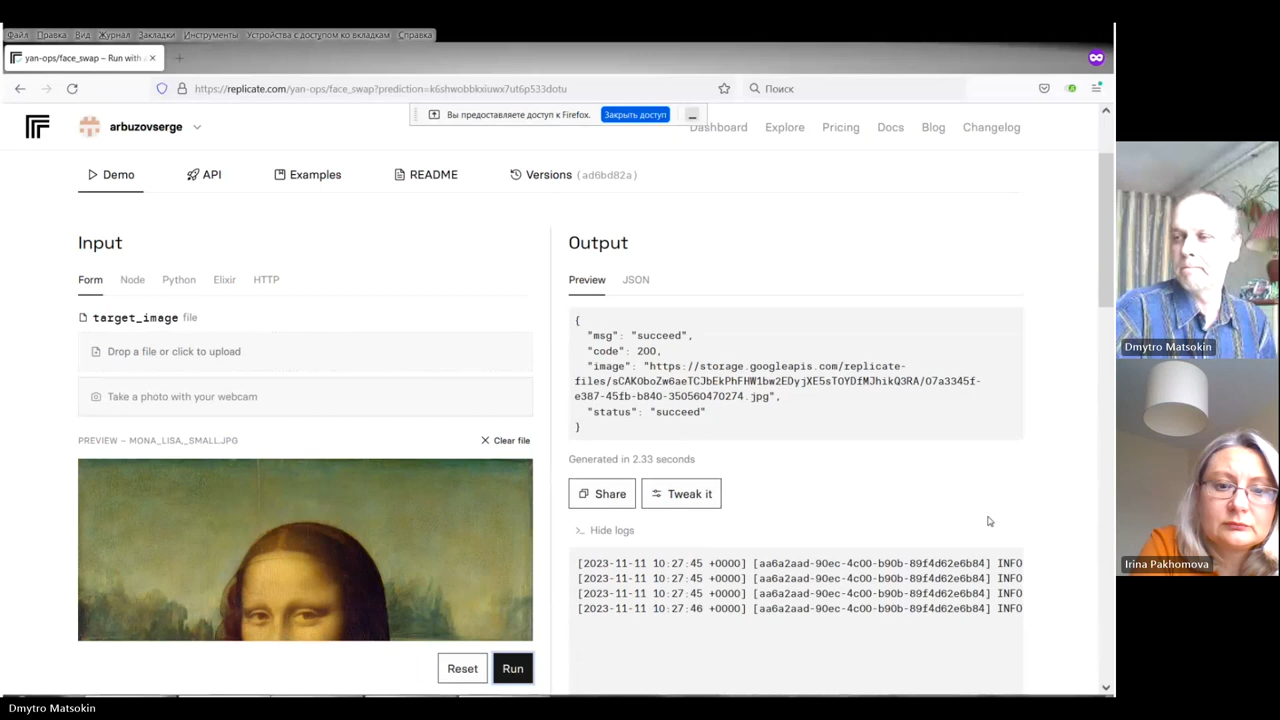 Файл Правка Вид Журнал Закладки Инструменты Устройства с доступом ко вкладкам Справка
yan-ops/face_swap – Run with a
https://replicate.com/yan-ops/face_swap?prediction=k6shwobbkxiuwx7ut6p533dotu
Поиск
Вы предоставляете доступ к Firefox. Закрыть доступ
arbuzovserge
Dashboard Explore Pricing Docs Blog Changelog
Demo API Examples README Versions (ad6bd82a)
Input
Form Node Python Elixir HTTP
target_image file
Drop a file or click to upload
Take a photo with your webcam
PREVIEW – MONA_LISA,_SMALL.JPG
Clear file
Reset Run
Output
Preview JSON
{
"msg": "succeed",
"code": 200,
"image": "https://storage.googleapis.com/replicate-
files/sCAKOboZw6aeTCJbEkPhFHW1bw2EDyjXE5sTOYDfMJhikQ3RA/07a3345f-
e387-45fb-b840-350560470274.jpg",
"status": "succeed"
}
Generated in 2.33 seconds
Share Tweak it
Hide logs
[2023-11-11 10:27:45 +0000] [aa6a2aad-90ec-4c00-b90b-89f4d62e6b84] INFO
[2023-11-11 10:27:45 +0000] [aa6a2aad-90ec-4c00-b90b-89f4d62e6b84] INFO
[2023-11-11 10:27:45 +0000] [aa6a2aad-90ec-4c00-b90b-89f4d62e6b84] INFO
[2023-11-11 10:27:46 +0000] [aa6a2aad-90ec-4c00-b90b-89f4d62e6b84] INFO
Dmytro Matsokin
Irina Pakhomova
Dmytro Matsokin